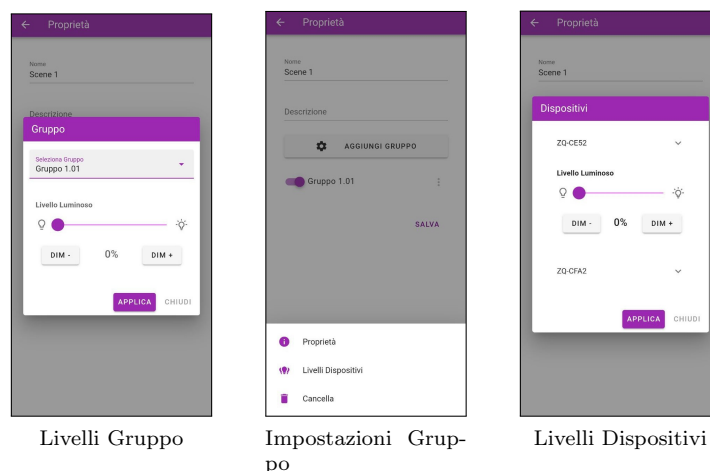 Proprietà
Nome
Scene 1
Descrizione
Gruppo
Seleziona Gruppo
Gruppo 1.01
Livello Luminoso
DIM -
0%
DIM +
APPLICA
CHIUDI
Livelli Gruppo
Proprietà
Nome
Scene 1
Descrizione
AGGIUNGI GRUPPO
Gruppo 1.01
SALVA
Proprietà
Livelli Dispositivi
Cancella
Impostazioni Grup-
po
Proprietà
Nome
Scene 1
Dispositivi
ZQ-CE52
Livello Luminoso
DIM -
0%
DIM +
ZQ-CFA2
APPLICA
CHIUDI
Livelli Dispositivi